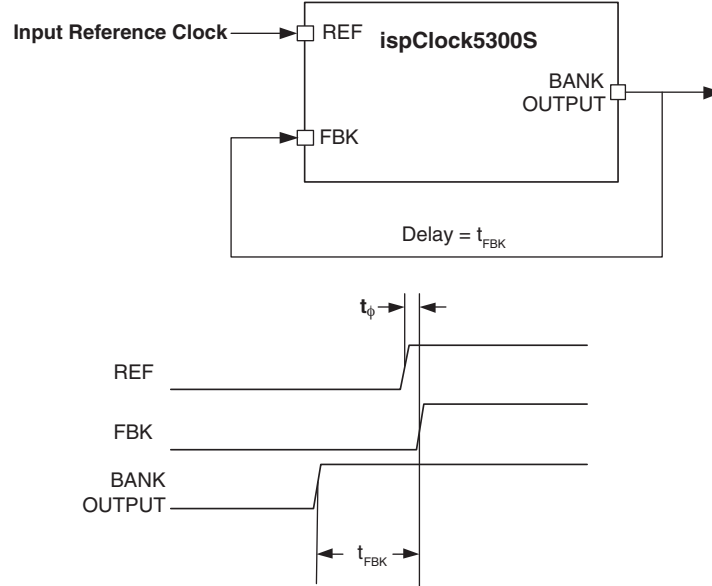 Input Reference Clock
REF
ispClock5300S
BANK
OUTPUT
FBK
Delay = tFBK
tϕ
REF
FBK
BANK
OUTPUT
tFBK